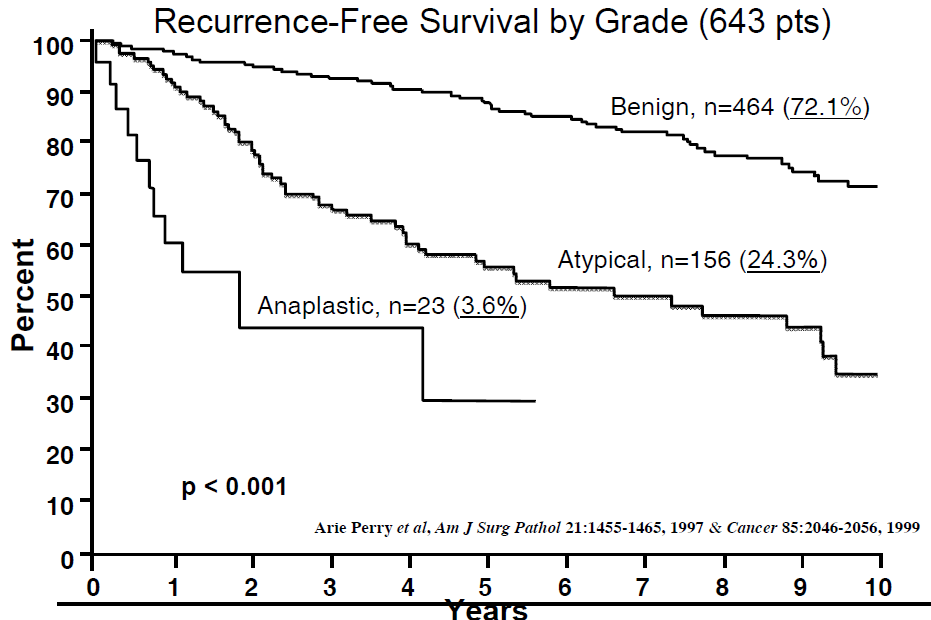 Recurrence-Free Survival by Grade (643 pts)
100
90
80
70
60
50
40
30
20
10
0
Percent
Benign, n=464 (72.1%)
Atypical, n=156 (24.3%)
Anaplastic, n=23 (3.6%)
p < 0.001
Arie Perry et al, Am J Surg Pathol 21:1455-1465, 1997 & Cancer 85:2046-2056, 1999
0 1 2 3 4 5 6 7 8 9 10
Years